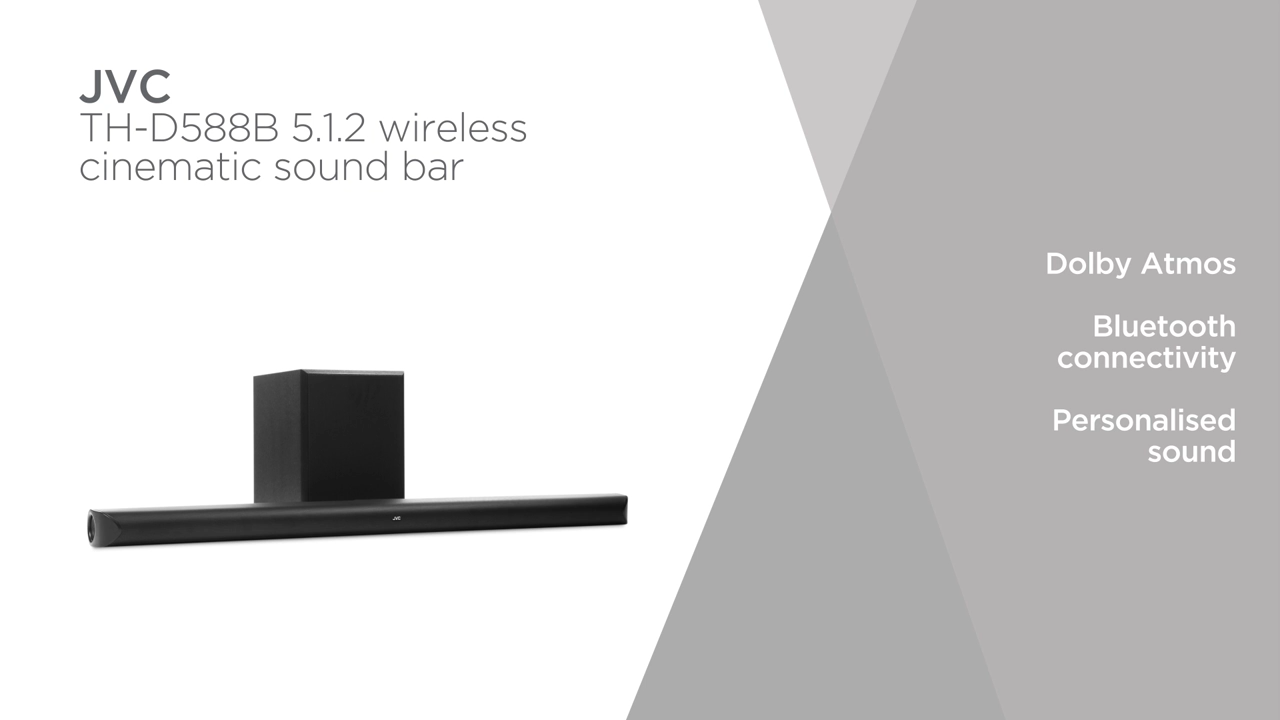 JVC
TH-D588B 5.1.2 wireless
cinematic sound bar
Dolby Atmos
Bluetooth
connectivity
Personalised
sound
JVC